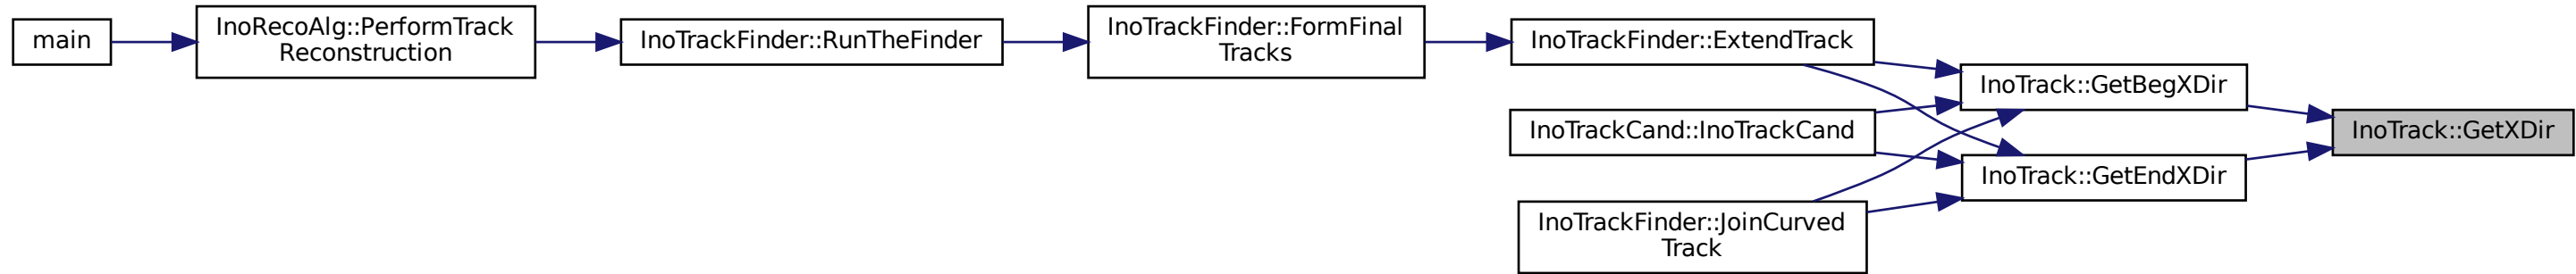 main
InoRecoAlg::PerformTrack
Reconstruction
InoTrackFinder::RunTheFinder
InoTrackFinder::FormFinal
Tracks
InoTrackFinder::ExtendTrack
InoTrackCand::InoTrackCand
InoTrackFinder::JoinCurved
Track
InoTrack::GetBegXDir
InoTrack::GetEndXDir
InoTrack::GetXDir